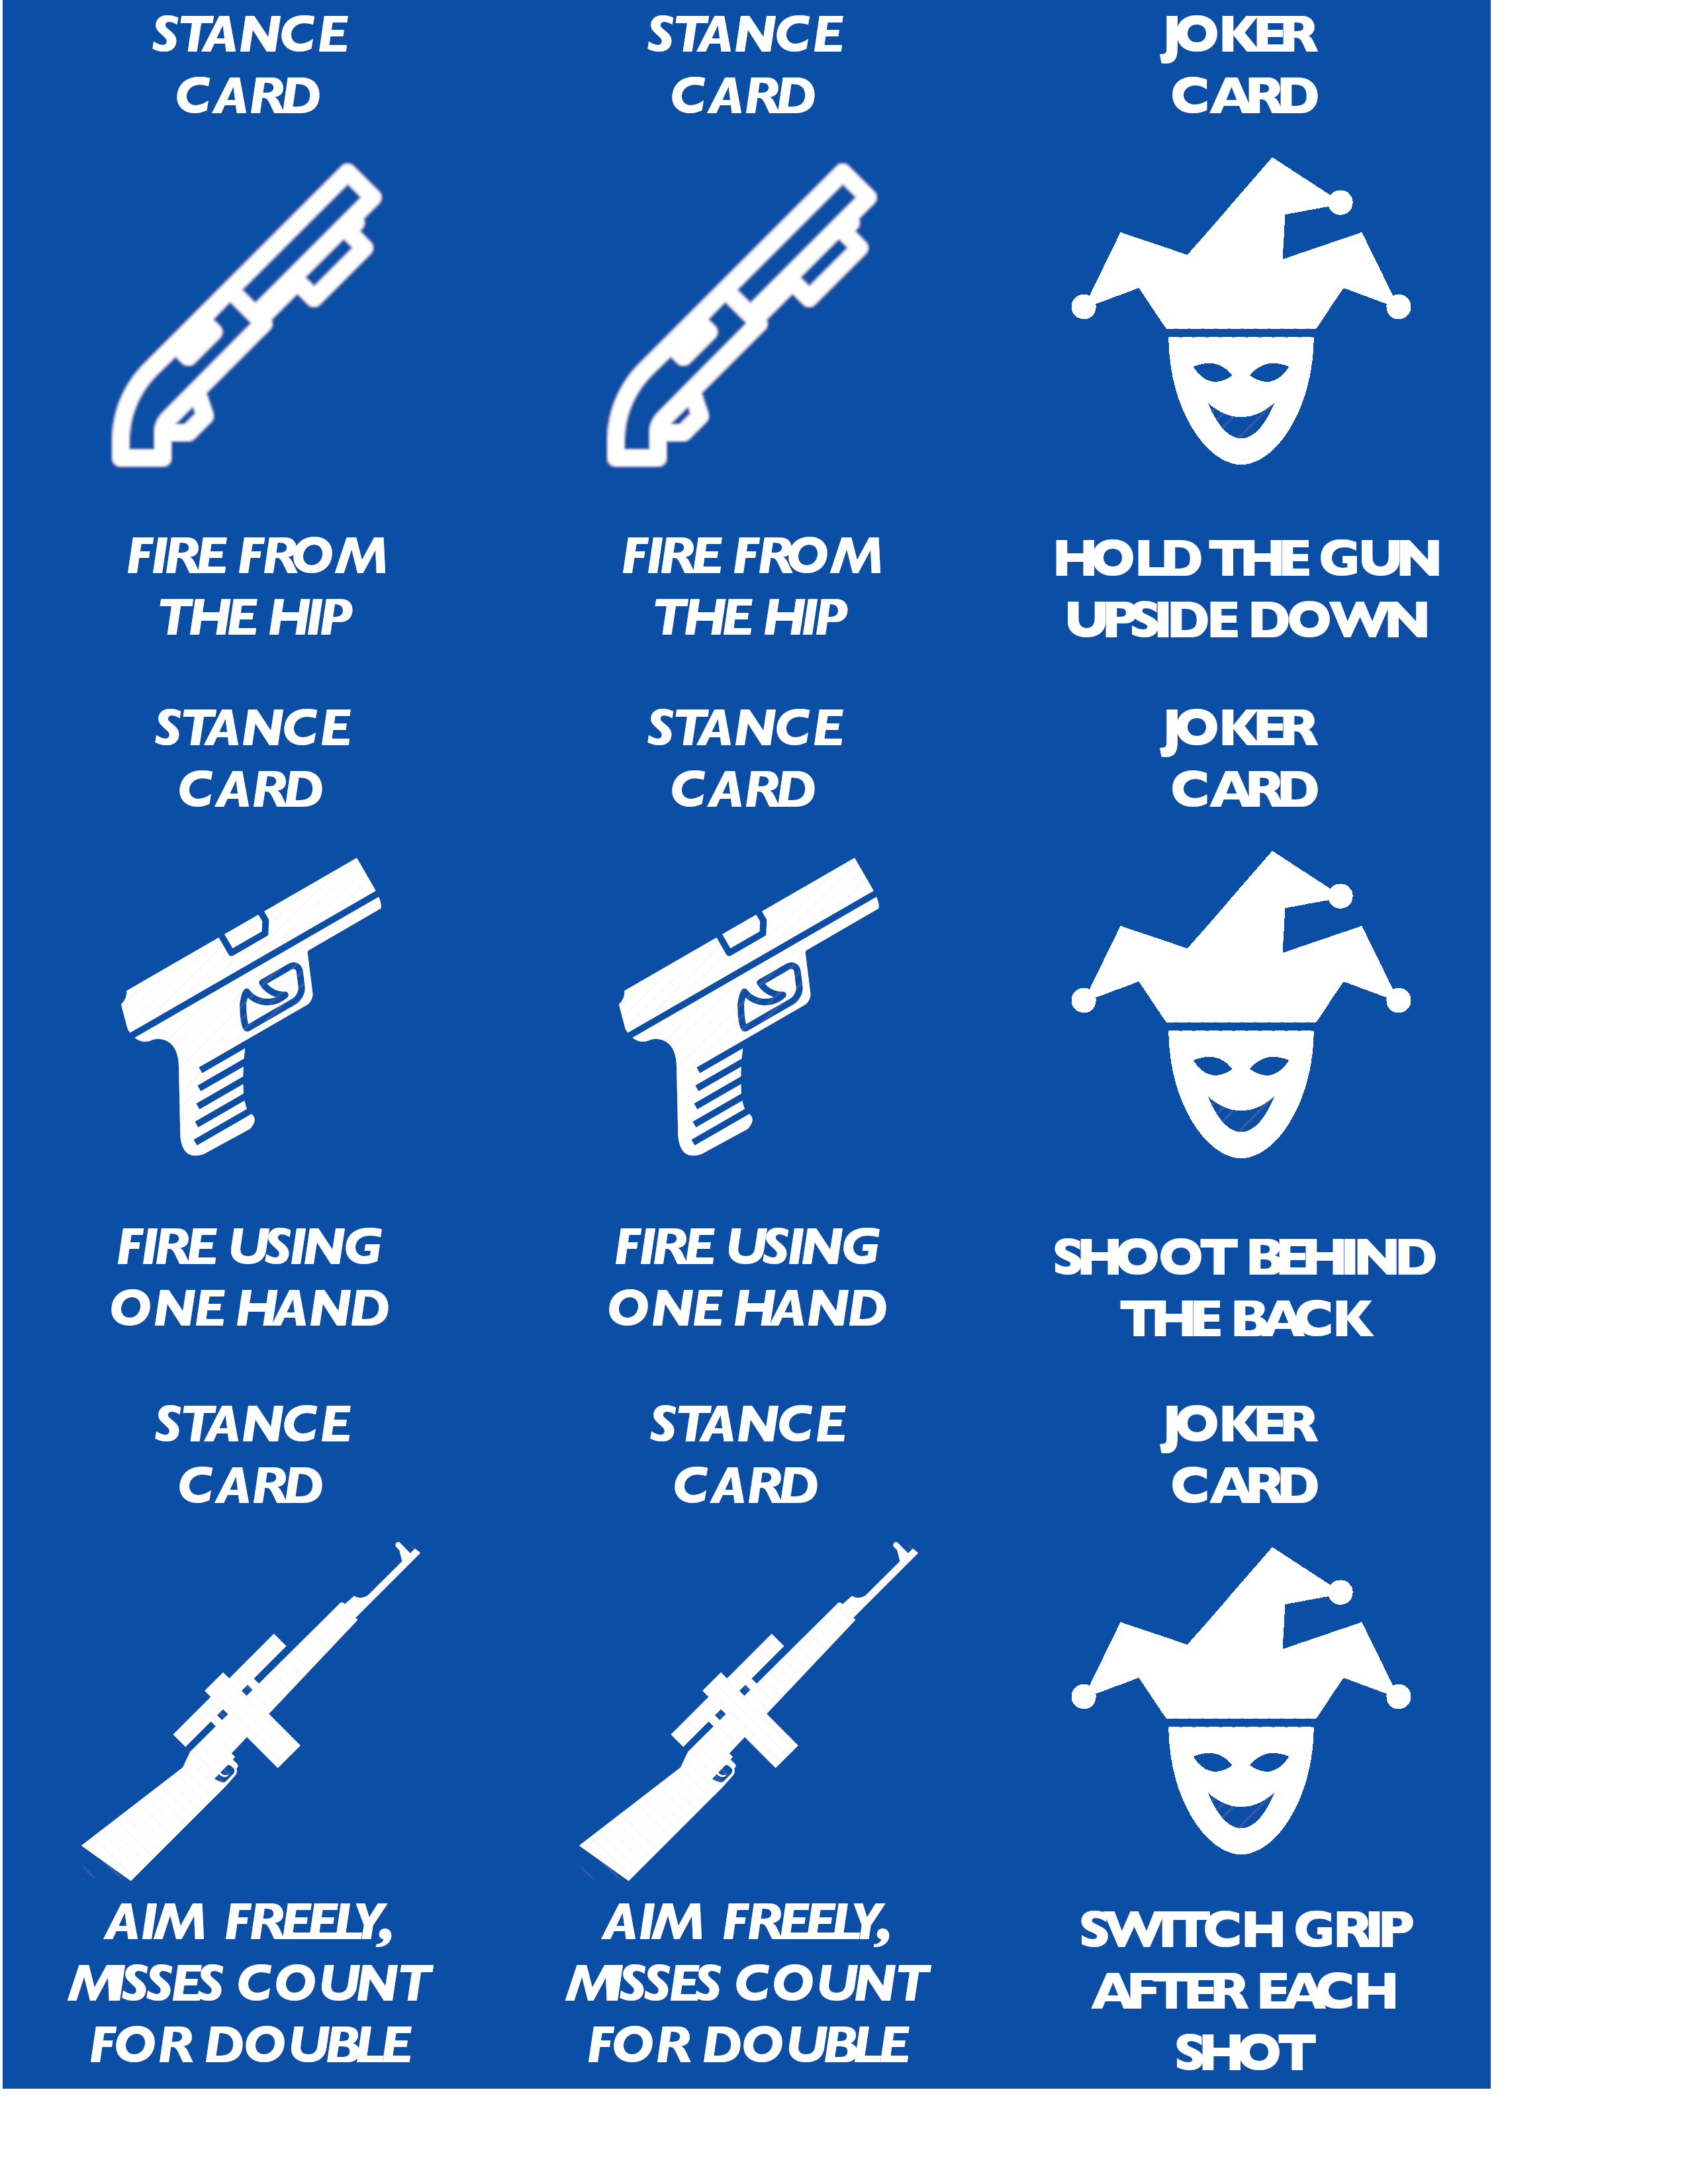 STANCE
CARD
FIRE FROM
THE HIP
STANCE
CARD
FIRE FROM
THE HIP
JOKER
CARD
HOLD THE GUN
UPSIDE DOWN
STANCE
CARD
FIRE USING
ONE HAND
STANCE
CARD
FIRE USING
ONE HAND
JOKER
CARD
SHOOT BEHIND
THE BACK
STANCE
CARD
AIM FREELY,
MISSES COUNT
FOR DOUBLE
STANCE
CARD
AIM FREELY,
MISSES COUNT
FOR DOUBLE
JOKER
CARD
SWITCH GRIP
AFTER EACH
SHOT